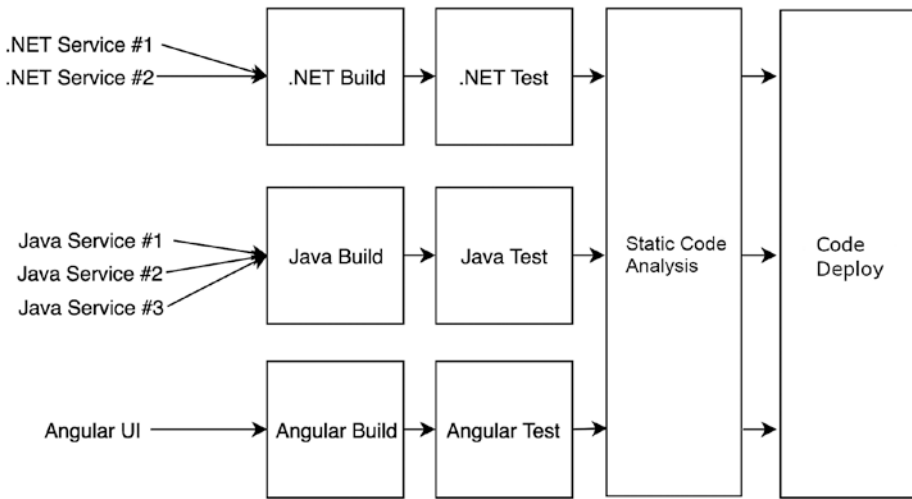 .NET Service #1
.NET Service #2
.NET Build
.NET Test
Java Service #1
Java Service #2
Java Service #3
Java Build
Java Test
Static Code
Analysis
Code
Deploy
Angular UI
Angular Build
Angular Test